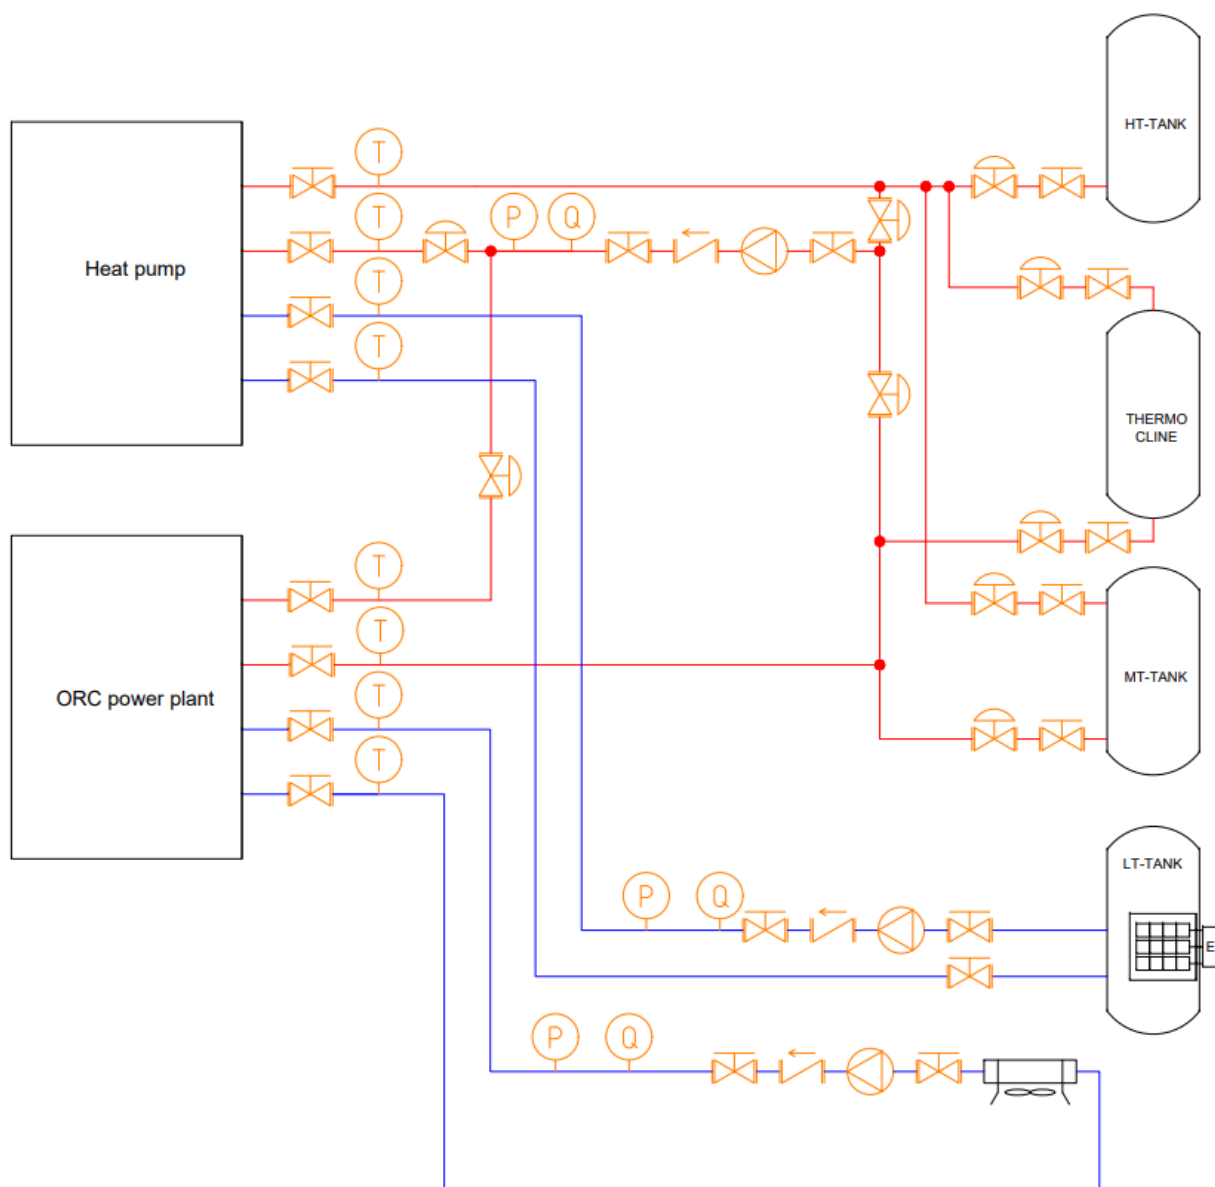 HT-TANK
T
T
P
Q
Heat pump
T
T
THERMO
CLINE
T
T
MT-TANK
ORC power plant
T
T
LT-TANK
P
Q
E
P
Q